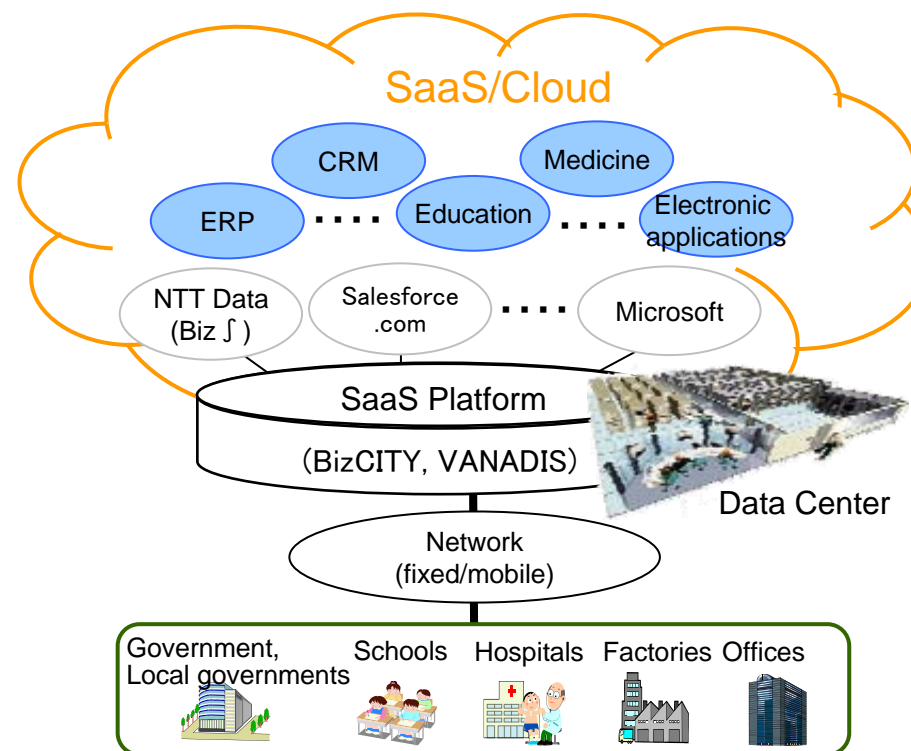 SaaS/Cloud
CRM
Medicine
ERP
....
Education
....
Electronic
applications
NTT Data
(Biz ∫ )
Salesforce
.com
....
Microsoft
SaaS Platform
(BizCITY, VANADIS)
Data Center
Network
(fixed/mobile)
Government,
Local governments
Schools
Hospitals
Factories
Offices